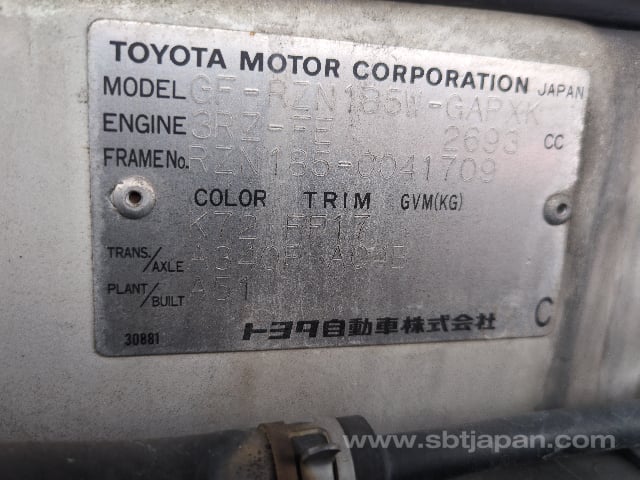 TOYOTA MOTOR CORPORATION JAPAN
MODEL GF-RZN185W-GAPXK
ENGINE 3RZ-FE 2693 CC
FRAME No. RZN185-0041709
COLOR TRIM GVM(KG)
K72 FP17
TRANS./AXLE A340F
PLANT/BUILT A51
C
30881 トヨタ自動車株式会社
www.sbtjapan.com